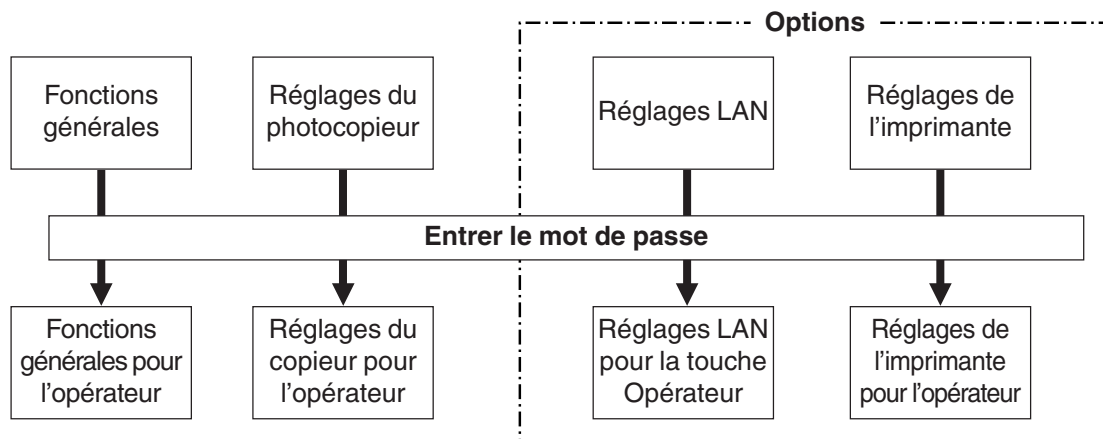 Options
Fonctions
générales
Réglages du
photocopieur
Réglages LAN
Réglages de
l'imprimante
Entrer le mot de passe
Fonctions
générales pour
l'opérateur
Réglages du
copieur pour
l'opérateur
Réglages LAN
pour la touche
Opérateur
Réglages de
l'imprimante
pour l'opérateur